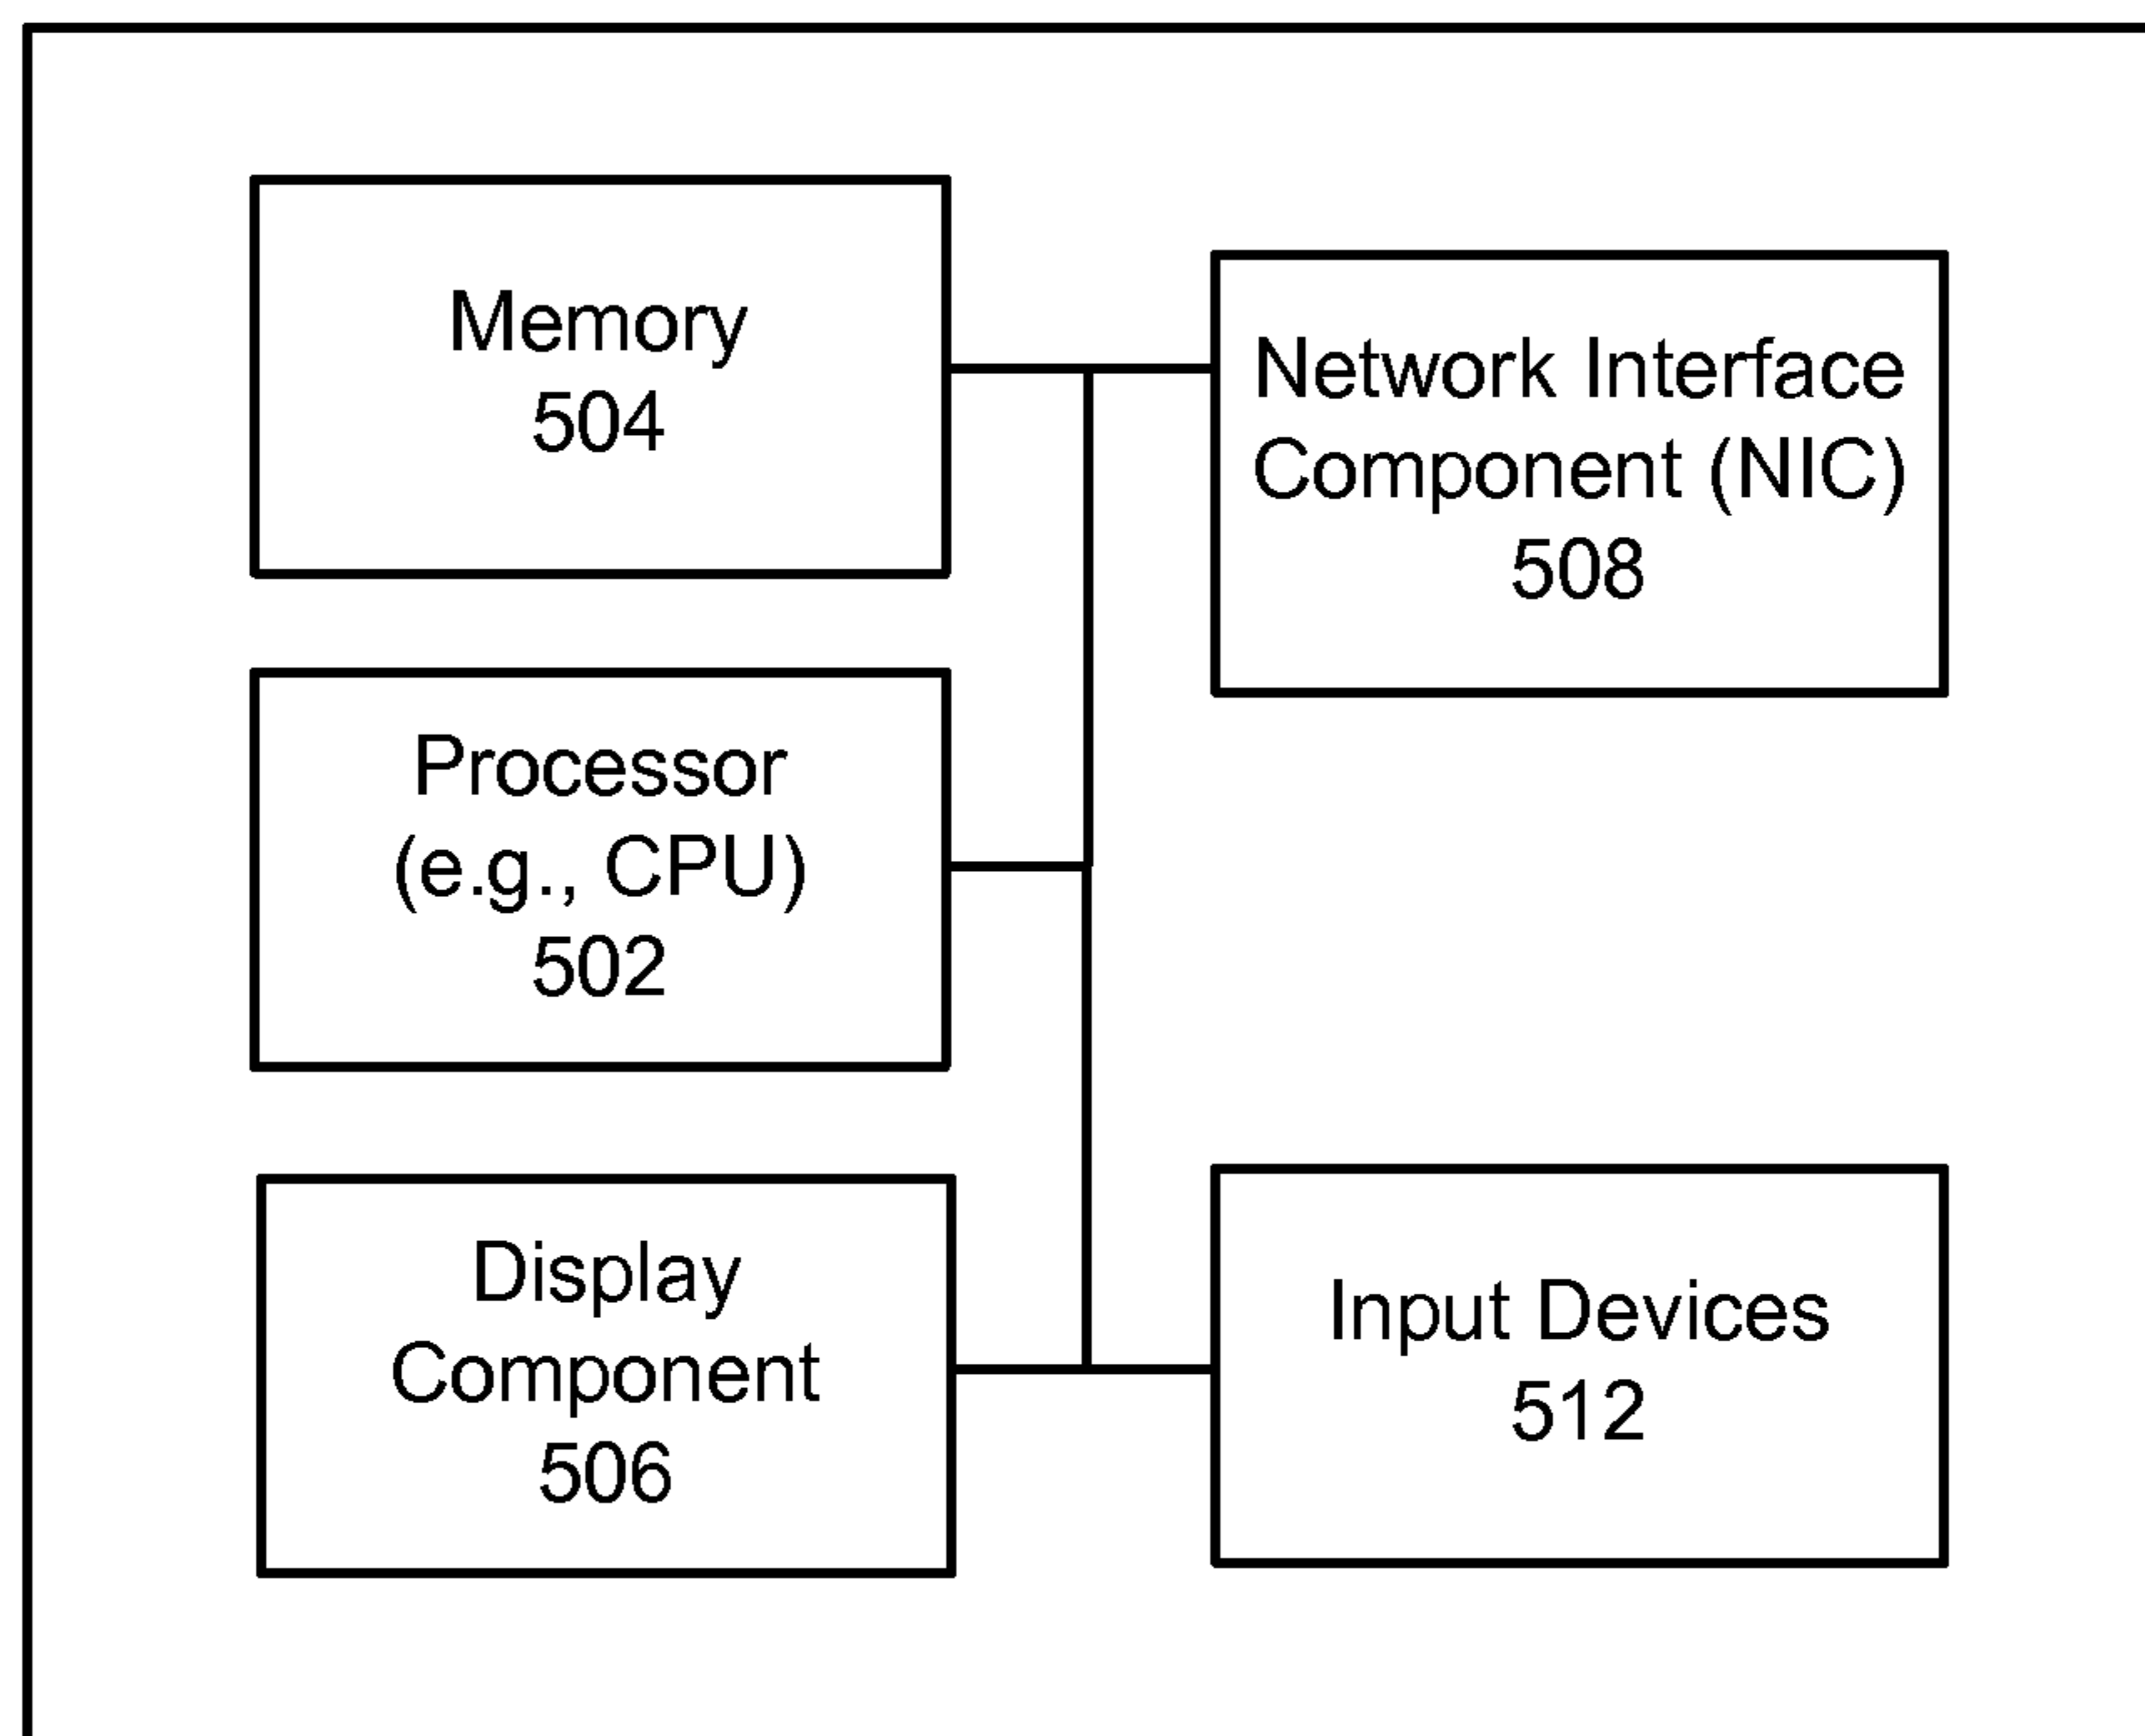 Memory
504
Network Interface
Component (NIC)
508
Processor
(e.g., CPU)
502
Display
Component
506
Input Devices
512